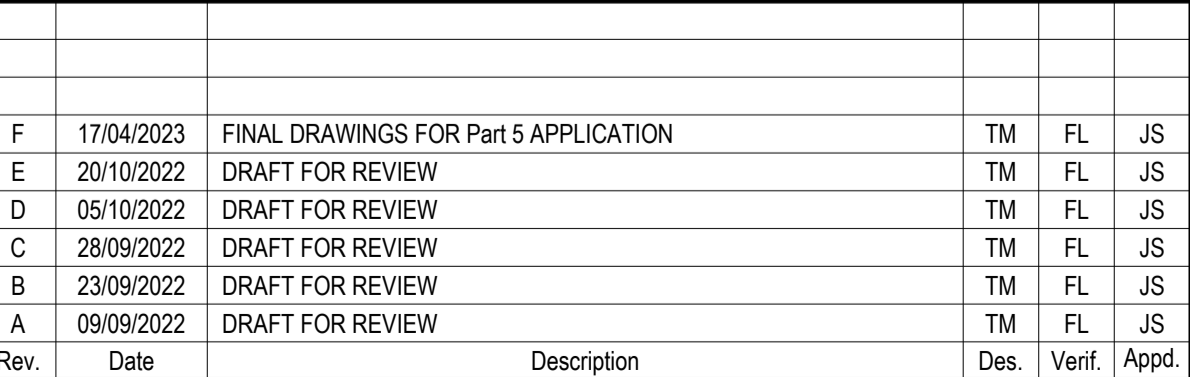 F 17/04/2023 FINAL DRAWINGS FOR Part 5 APPLICATION TM FL JS
E 20/10/2022 DRAFT FOR REVIEW TM FL JS
D 05/10/2022 DRAFT FOR REVIEW TM FL JS
C 28/09/2022 DRAFT FOR REVIEW TM FL JS
B 23/09/2022 DRAFT FOR REVIEW TM FL JS
A 09/09/2022 DRAFT FOR REVIEW TM FL JS
Rev. Date Description Des. Verif. Appd.